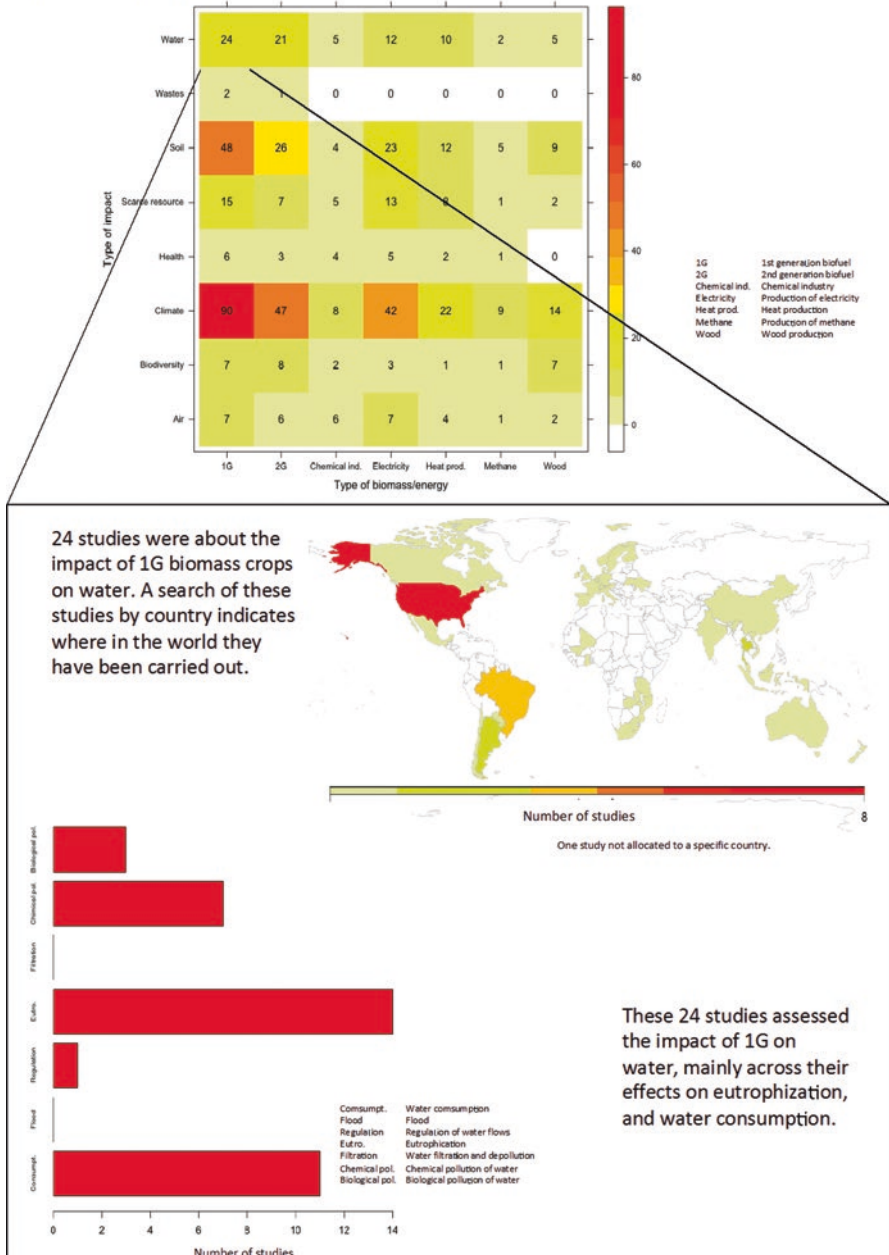 Water 24 21 5 12 10 2 5
Wastes 2 1 0 0 0 0 0
Soil 48 26 4 23 12 5 9
Scarse resource 15 7 5 13 8 1 2
Health 6 3 4 5 2 1 0
Climate 90 47 8 42 22 9 14
Biodiversity 7 8 2 3 1 1 7
Air 7 6 6 7 4 1 2
1G 2G Chemical ind. Electricity Heat prod. Methane Wood
Type of biomass/energy
Type of impact
80
60
40
20
0
1G 1st generation biofuel
2G 2nd generation biofuel
Chemical ind. Chemical industry
Electricity Production of electricity
Heat prod. Heat production
Methane Production of methane
Wood Wood production
24 studies were about the
impact of 1G biomass crops
on water. A search of these
studies by country indicates
where in the world they
have been carried out.
Number of studies
8
One study not allocated to a specific country.
Biological pol.
Chimical pol.
Filtration
Eutro.
Regulation
Flood
Consumpt.
0 2 4 6 8 10 12 14
Number of studies
Comsumpt. Water comsumption
Flood Flood
Regulation Regulation of water flows
Eutro. Eutrophication
Filtration Water filtration and depollution
Chemical pol. Chemical pollution of water
Biological pol. Biological pollusion of water
These 24 studies assessed
the impact of 1G on
water, mainly across their
effects on eutrophization,
and water consumption.